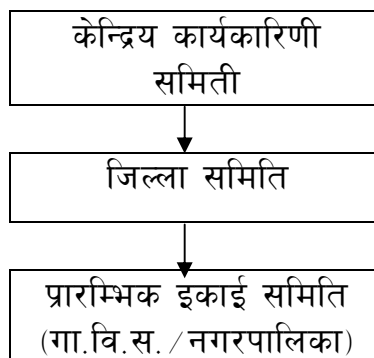 केन्द्रिय कार्यकारिणी
समिती
जिल्ला समिति
प्रारम्भिक इकाई समिति
(गा.वि.स./नगरपालिका)